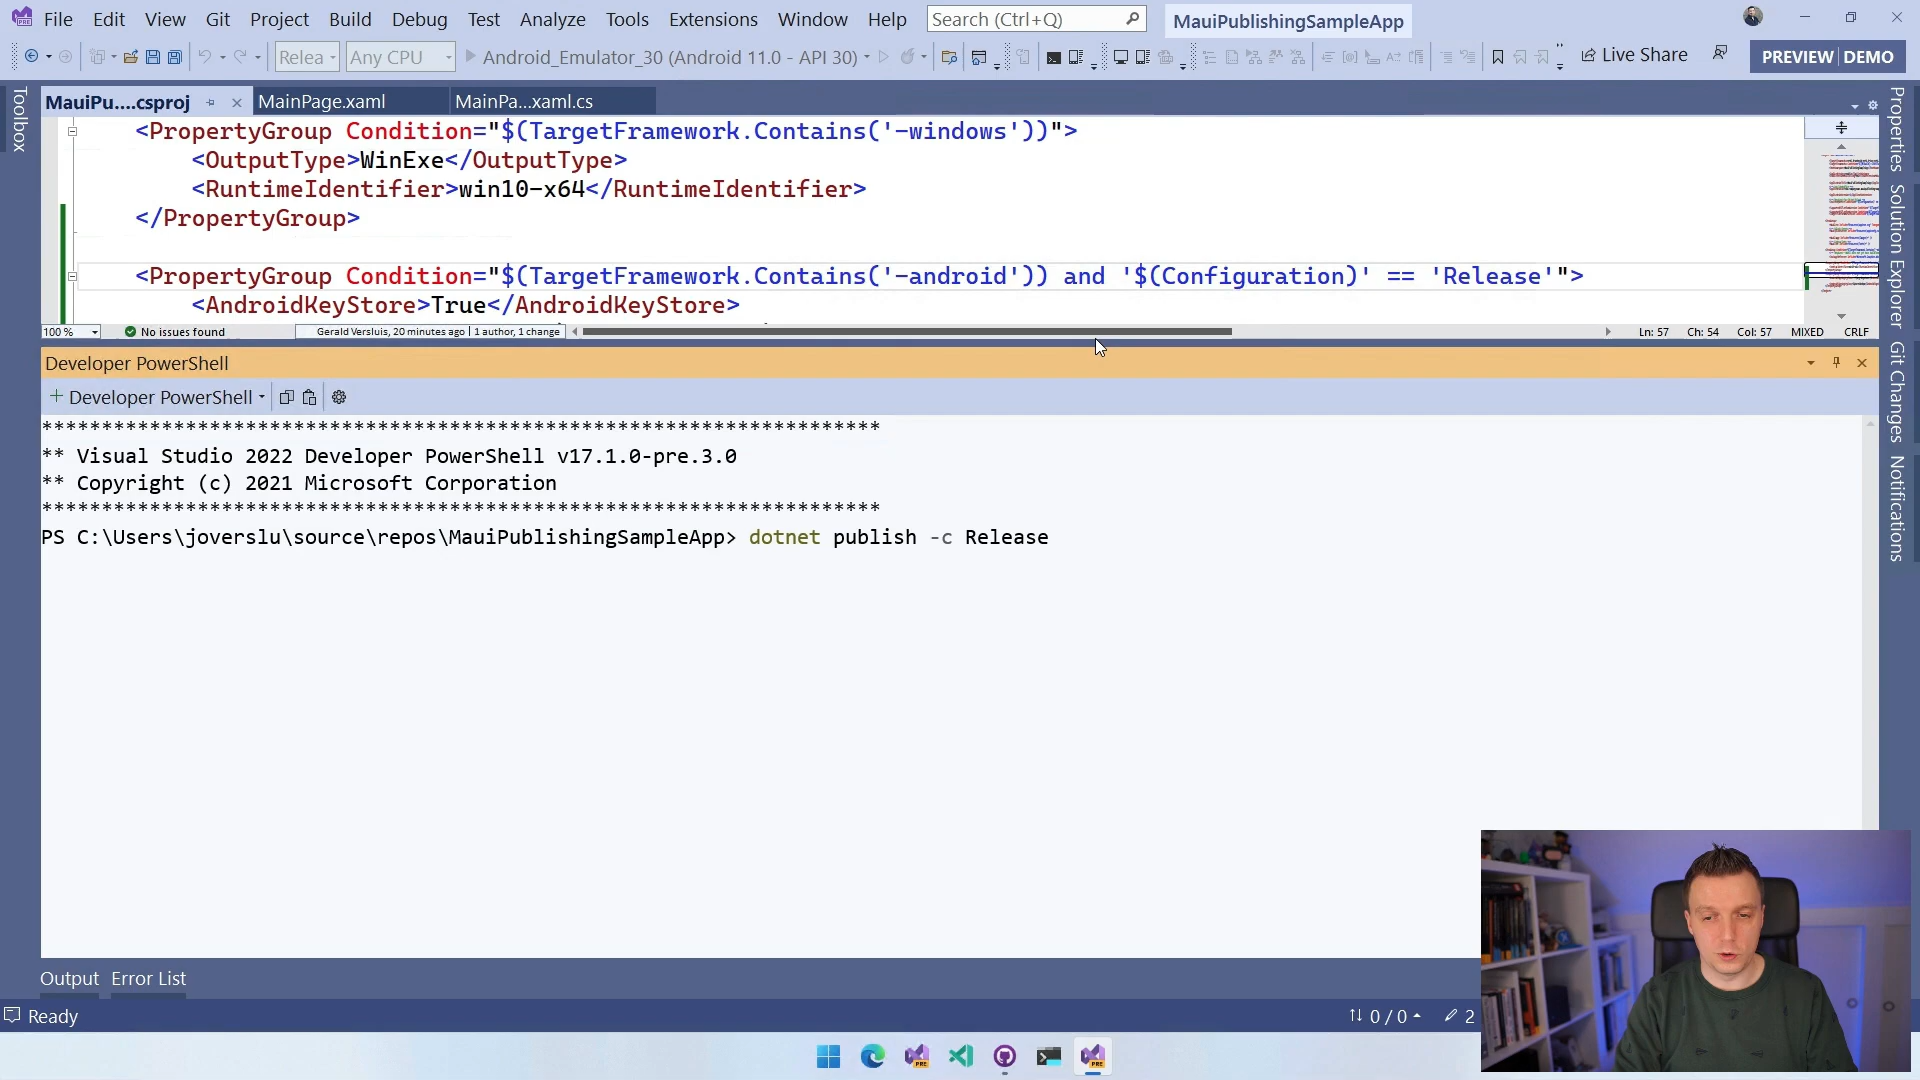 File Edit View Git Project Build Debug Test Analyze Tools Extensions Window Help Search (Ctrl+Q) MauiPublishingSampleApp
Relea Any CPU Android_Emulator_30 (Android 11.0 - API 30) Live Share PREVIEW DEMO
Toolbox
MauiPu....csproj MainPage.xaml MainPa...xaml.cs
<PropertyGroup Condition="$(TargetFramework.Contains('-windows'))">
<OutputType>WinExe</OutputType>
<RuntimeIdentifier>win10-x64</RuntimeIdentifier>
</PropertyGroup>
<PropertyGroup Condition="$(TargetFramework.Contains('-android')) and '$(Configuration)' == 'Release'">
<AndroidKeyStore>True</AndroidKeyStore>
100 % No issues found Gerald Versluis, 20 minutes ago | 1 author, 1 change Ln: 57 Ch: 54 Col: 57 MIXED CRLF
Properties
Solution Explorer
Git Changes
Notifications
Developer PowerShell
+ Developer PowerShell
************************************************************************
** Visual Studio 2022 Developer PowerShell v17.1.0-pre.3.0
** Copyright (c) 2021 Microsoft Corporation
************************************************************************
PS C:\Users\joverslu\source\repos\MauiPublishingSampleApp> dotnet publish -c Release
Output Error List
Ready 0 / 0 2